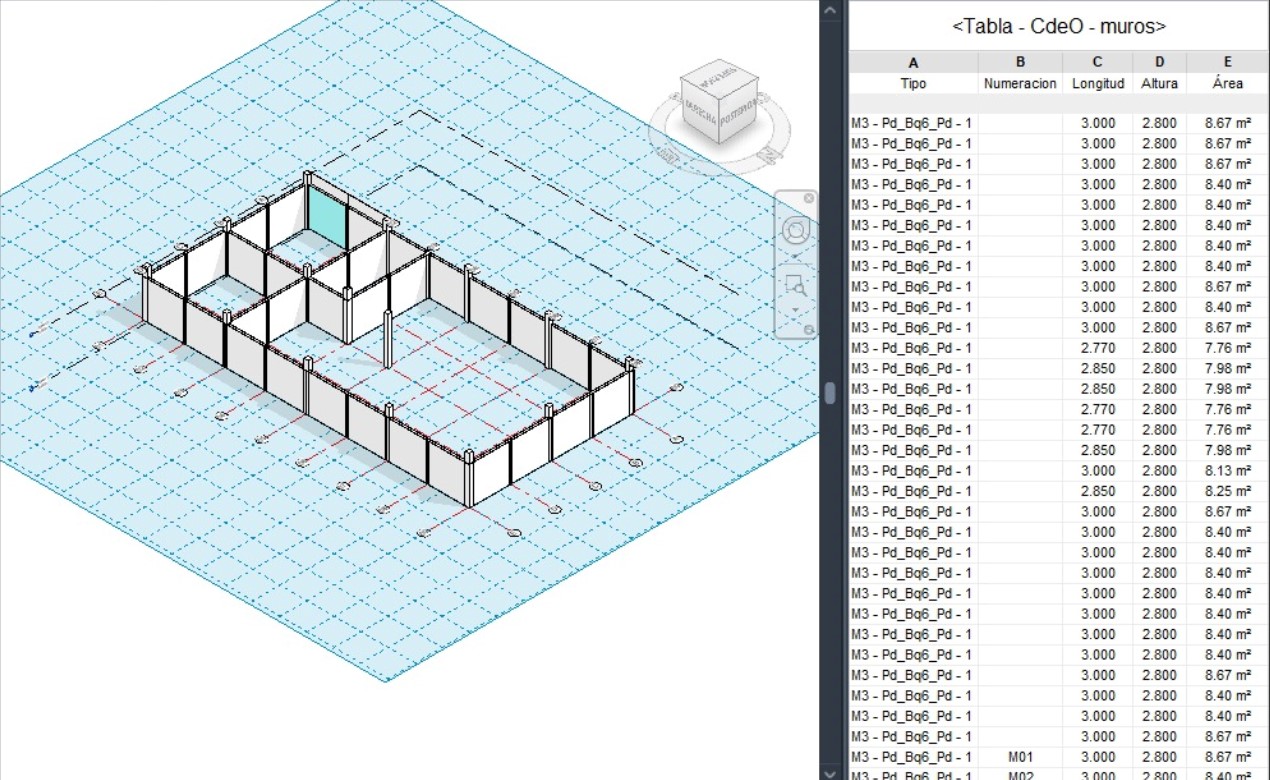 <Tabla - CdeO - muros>
A B C D E
Tipo Numeracion Longitud Altura Área
M3 - Pd_Bq6_Pd - 1 3.000 2.800 8.67 m²
M3 - Pd_Bq6_Pd - 1 3.000 2.800 8.67 m²
M3 - Pd_Bq6_Pd - 1 3.000 2.800 8.67 m²
M3 - Pd_Bq6_Pd - 1 3.000 2.800 8.40 m²
M3 - Pd_Bq6_Pd - 1 3.000 2.800 8.40 m²
M3 - Pd_Bq6_Pd - 1 3.000 2.800 8.40 m²
M3 - Pd_Bq6_Pd - 1 3.000 2.800 8.40 m²
M3 - Pd_Bq6_Pd - 1 3.000 2.800 8.40 m²
M3 - Pd_Bq6_Pd - 1 3.000 2.800 8.67 m²
M3 - Pd_Bq6_Pd - 1 3.000 2.800 8.40 m²
M3 - Pd_Bq6_Pd - 1 3.000 2.800 8.67 m²
M3 - Pd_Bq6_Pd - 1 2.770 2.800 7.76 m²
M3 - Pd_Bq6_Pd - 1 2.850 2.800 7.98 m²
M3 - Pd_Bq6_Pd - 1 2.850 2.800 7.98 m²
M3 - Pd_Bq6_Pd - 1 2.770 2.800 7.76 m²
M3 - Pd_Bq6_Pd - 1 2.770 2.800 7.76 m²
M3 - Pd_Bq6_Pd - 1 2.850 2.800 7.98 m²
M3 - Pd_Bq6_Pd - 1 3.000 2.800 8.13 m²
M3 - Pd_Bq6_Pd - 1 2.850 2.800 8.25 m²
M3 - Pd_Bq6_Pd - 1 3.000 2.800 8.67 m²
M3 - Pd_Bq6_Pd - 1 3.000 2.800 8.40 m²
M3 - Pd_Bq6_Pd - 1 3.000 2.800 8.40 m²
M3 - Pd_Bq6_Pd - 1 3.000 2.800 8.40 m²
M3 - Pd_Bq6_Pd - 1 3.000 2.800 8.40 m²
M3 - Pd_Bq6_Pd - 1 3.000 2.800 8.40 m²
M3 - Pd_Bq6_Pd - 1 3.000 2.800 8.40 m²
M3 - Pd_Bq6_Pd - 1 3.000 2.800 8.40 m²
M3 - Pd_Bq6_Pd - 1 3.000 2.800 8.67 m²
M3 - Pd_Bq6_Pd - 1 3.000 2.800 8.40 m²
M3 - Pd_Bq6_Pd - 1 3.000 2.800 8.40 m²
M3 - Pd_Bq6_Pd - 1 3.000 2.800 8.67 m²
M3 - Pd_Bq6_Pd - 1 M01 3.000 2.800 8.67 m²
M3 - Pd_Bq6_Pd - 1 M02 3.000 2.800 8.40 m²